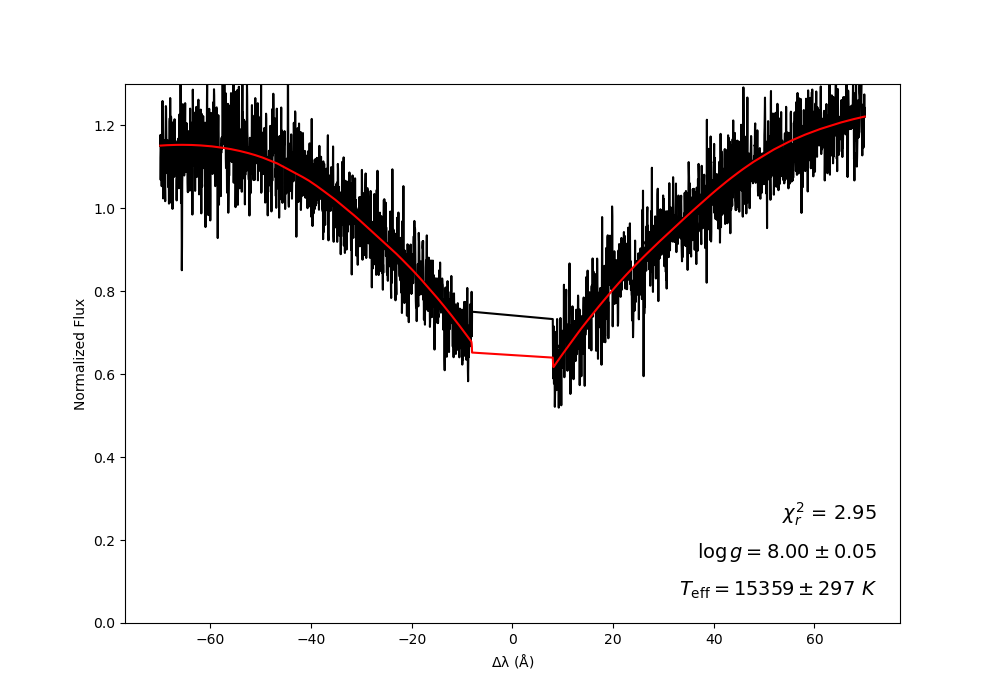 1.2
1.0
0.8
0.6
0.4
0.2
0.0
Normalized Flux
χ²ᵣ = 2.95
log g = 8.00 ± 0.05
T_eff = 15359 ± 297 K
−60 −40 −20 0 20 40 60
Δλ (Å)